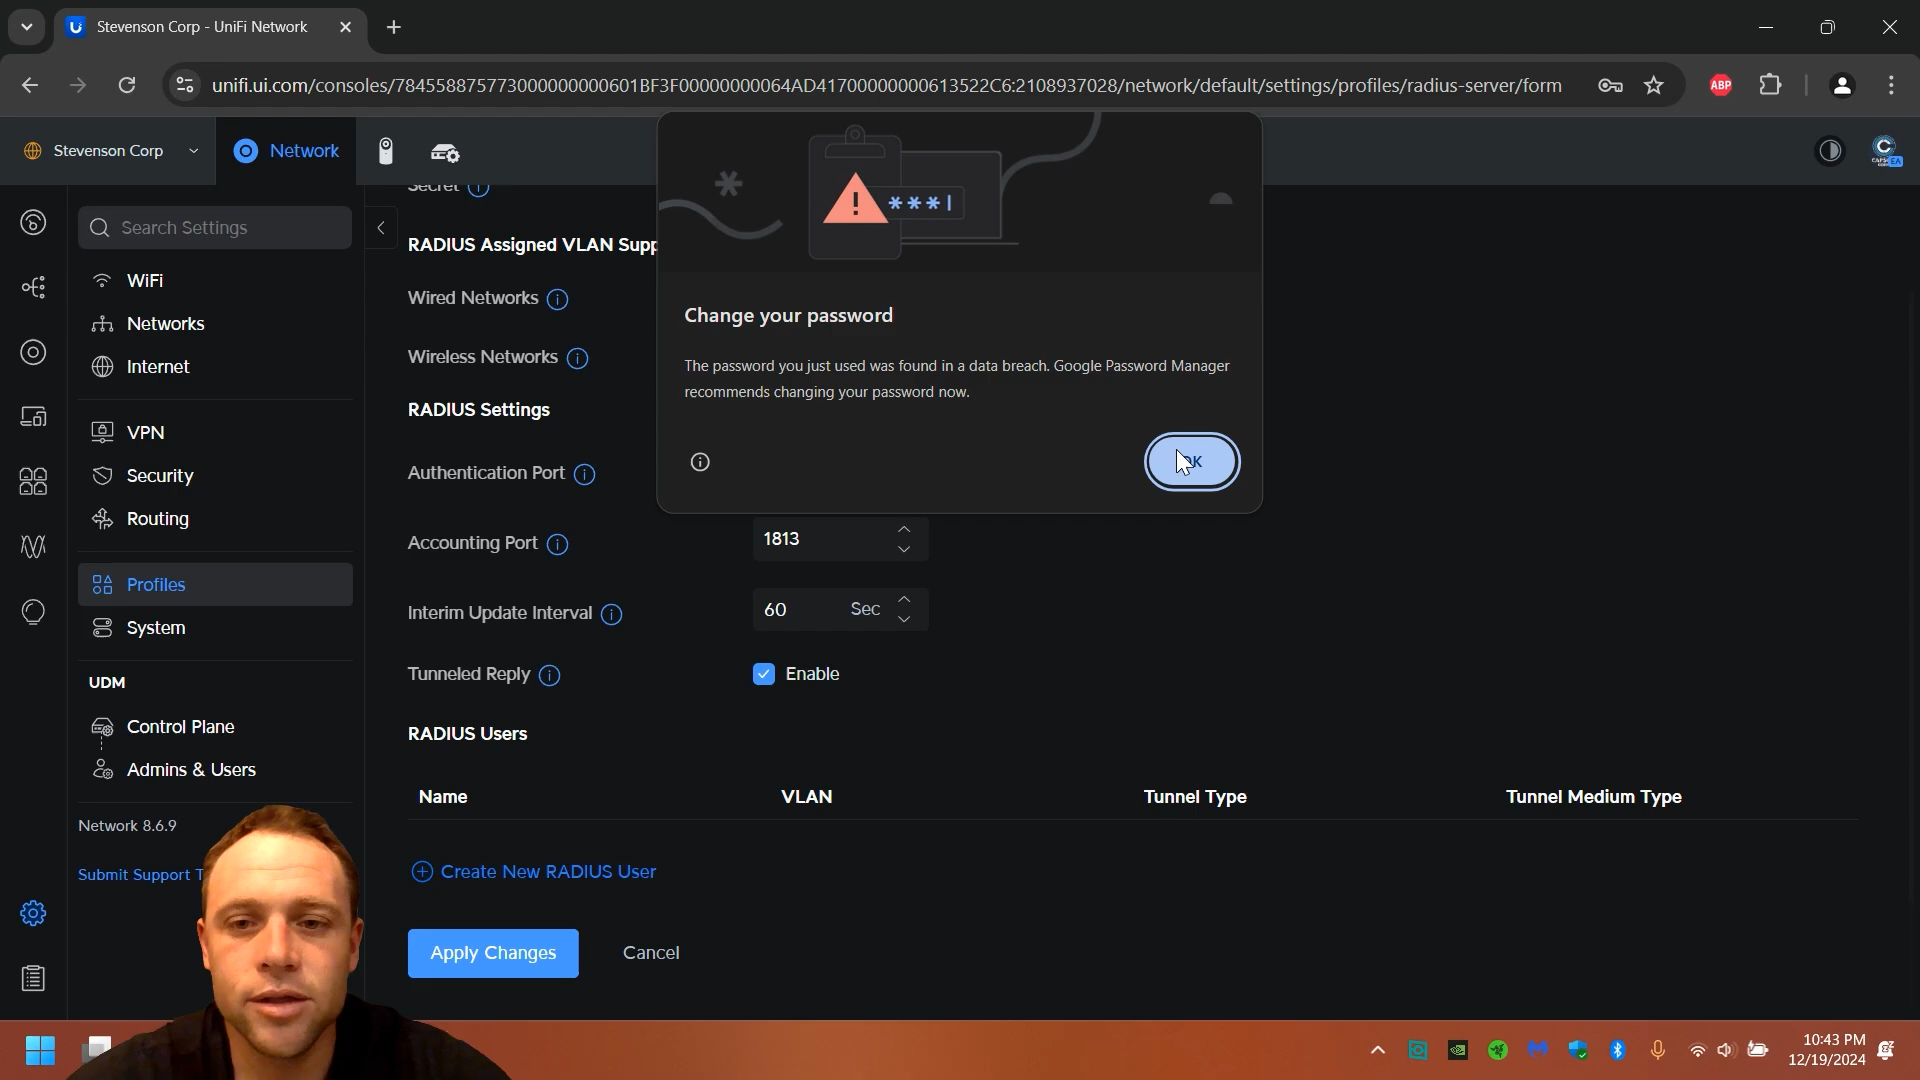 Stevenson Corp - UniFi Network
unifi.ui.com/consoles/784558875773000000000601BF3F00000000064AD41700000000613522C6:2108937028/network/default/settings/profiles/radius-server/form
ABP
Stevenson Corp
Network
Search Settings
WiFi
Networks
Internet
VPN
Security
Routing
Profiles
System
UDM
Control Plane
Admins & Users
Network 8.6.9
Submit Support T
Secret
RADIUS Assigned VLAN Supp
Wired Networks
Wireless Networks
RADIUS Settings
Authentication Port
Accounting Port
1813
Interim Update Interval
60 Sec
Tunneled Reply
Enable
RADIUS Users
Name VLAN Tunnel Type Tunnel Medium Type
Create New RADIUS User
Apply Changes Cancel
***
Change your password
The password you just used was found in a data breach. Google Password Manager
recommends changing your password now.
OK
10:43 PM
12/19/2024